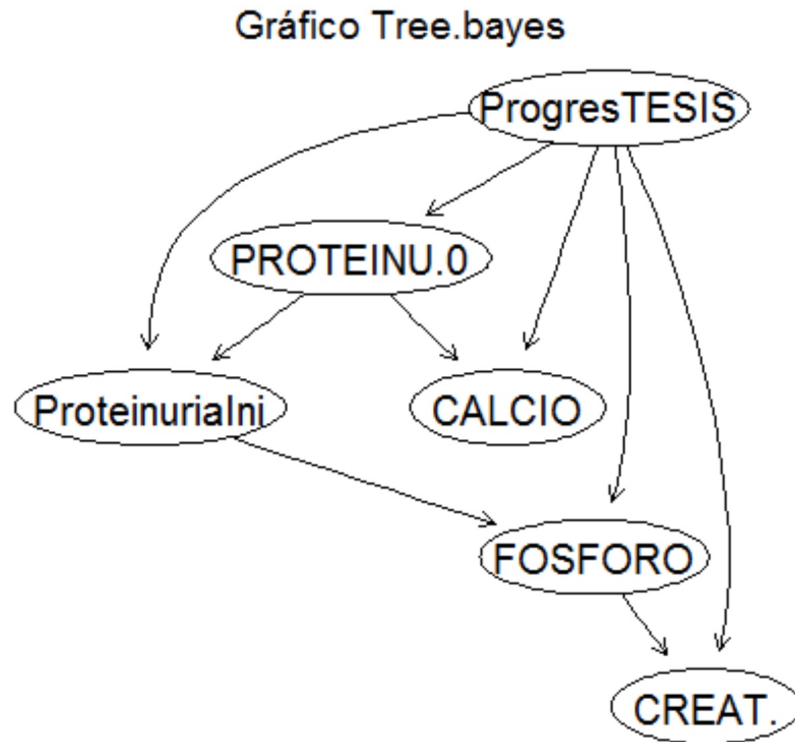 Gráfico Tree.bayes
ProgresTESIS
PROTEINU.0
ProteinuriaIni
CALCIO
FOSFORO
CREAT.